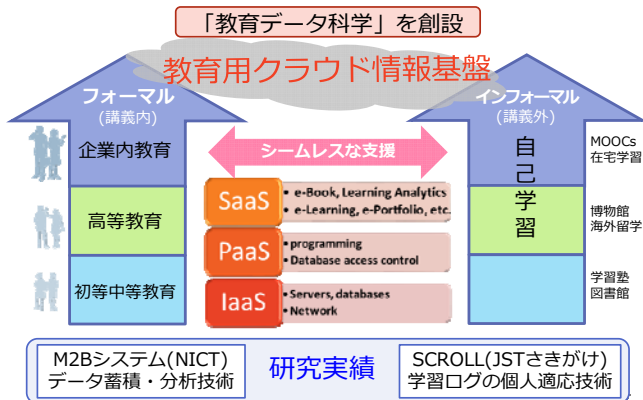 「教育データ科学」を創設
教育用クラウド情報基盤
フォーマル
(講義内)
企業内教育
高等教育
初等中等教育
シームレスな支援
SaaS
• e-Book, Learning Analytics
• e-Learning, e-Portfolio, etc.
PaaS
• programming
• Database access control
IaaS
• Servers, databases
• Network
インフォーマル
(講義外)
自己学習
MOOCs
在宅学習
博物館
海外留学
学習塾
図書館
M2Bシステム(NICT)
データ蓄積・分析技術
研究実績
SCROLL(JSTさきがけ)
学習ログの個人適応技術